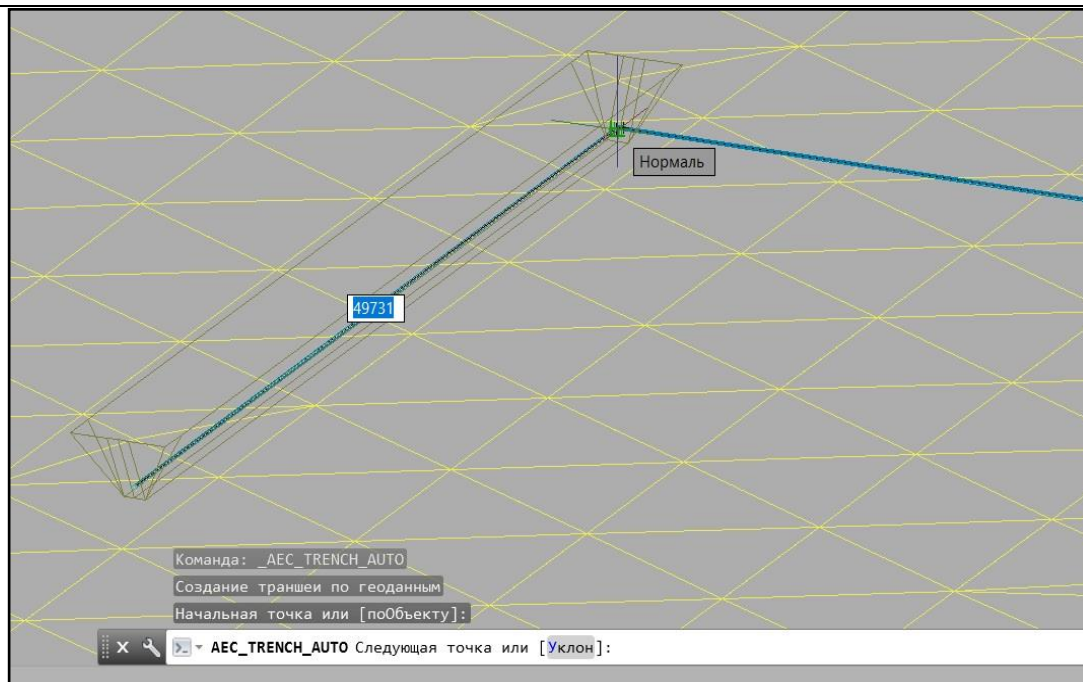 Нормаль
49731
Команда: _AEC_TRENCH_AUTO
Создание траншеи по геоданным
Начальная точка или [поОбъекту]:
AEC_TRENCH_AUTO Следующая точка или [Уклон]: